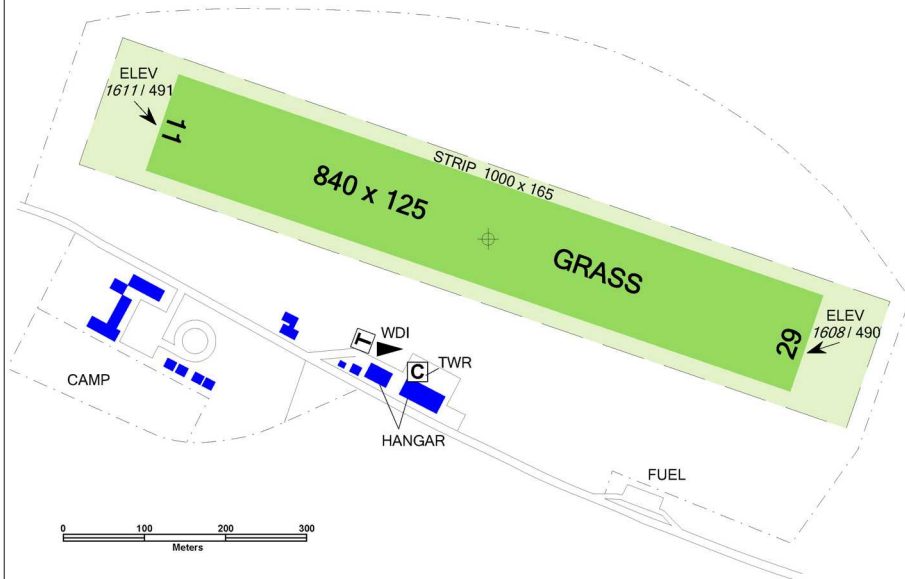 ELEV
1611 / 491
11
STRIP 1000 x 165
840 x 125
GRASS
ELEV
1608 / 490
29
T
WDI
C
TWR
CAMP
HANGAR
FUEL
0 100 200 300
Meters